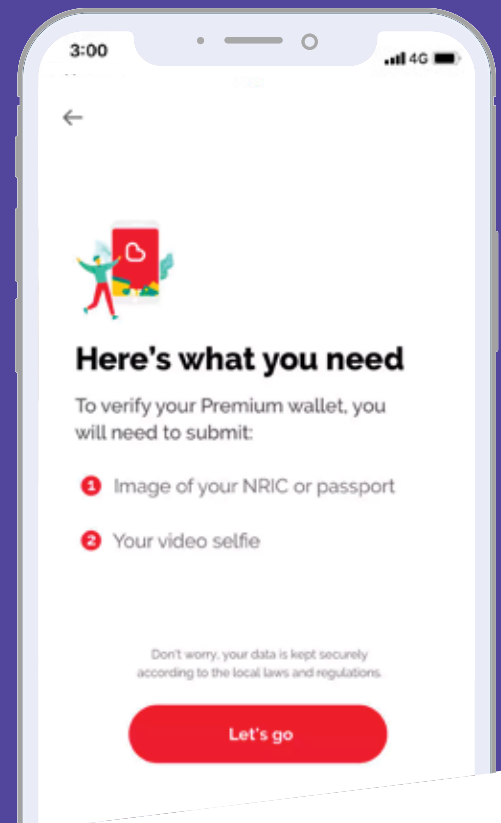 3:00
4G
Here's what you need
To verify your Premium wallet, you
will need to submit:
1 Image of your NRIC or passport
2 Your video selfie
Don't worry, your data is kept securely
according to the local laws and regulations.
Let's go